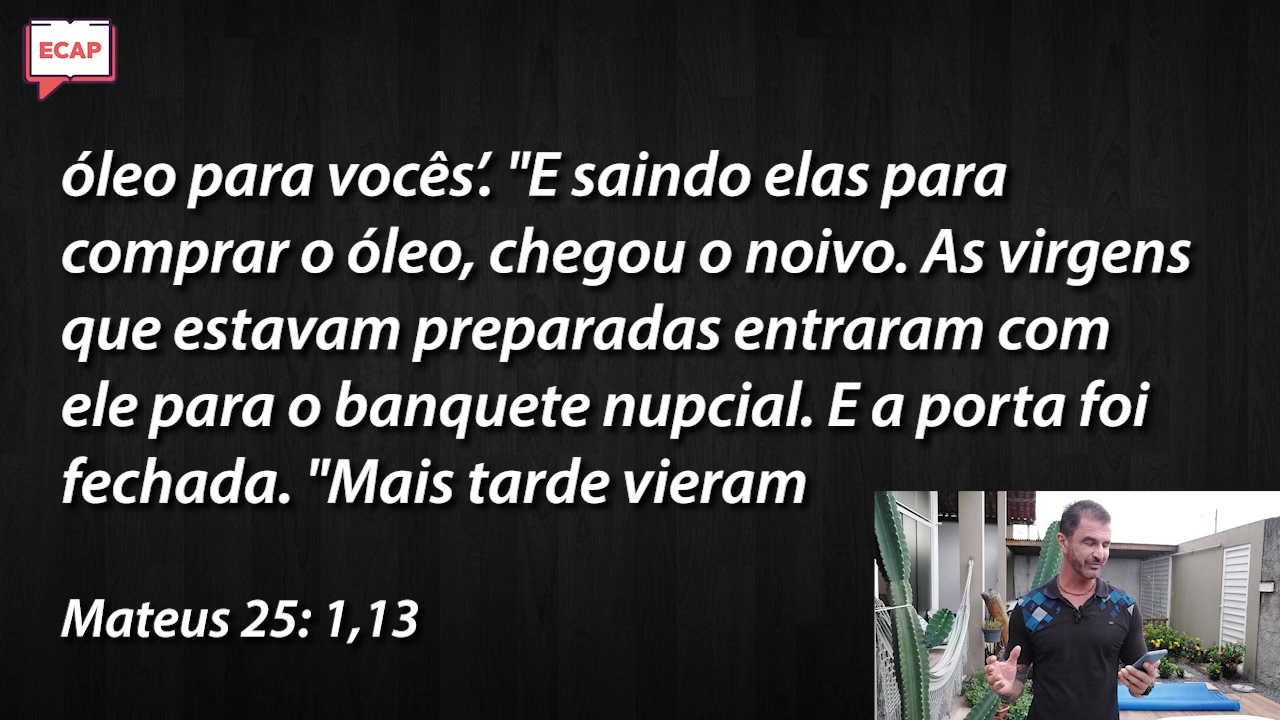 ECAP
óleo para vocês’. "E saindo elas para
comprar o óleo, chegou o noivo. As virgens
que estavam preparadas entraram com
ele para o banquete nupcial. E a porta foi
fechada. "Mais tarde vieram
Mateus 25: 1,13